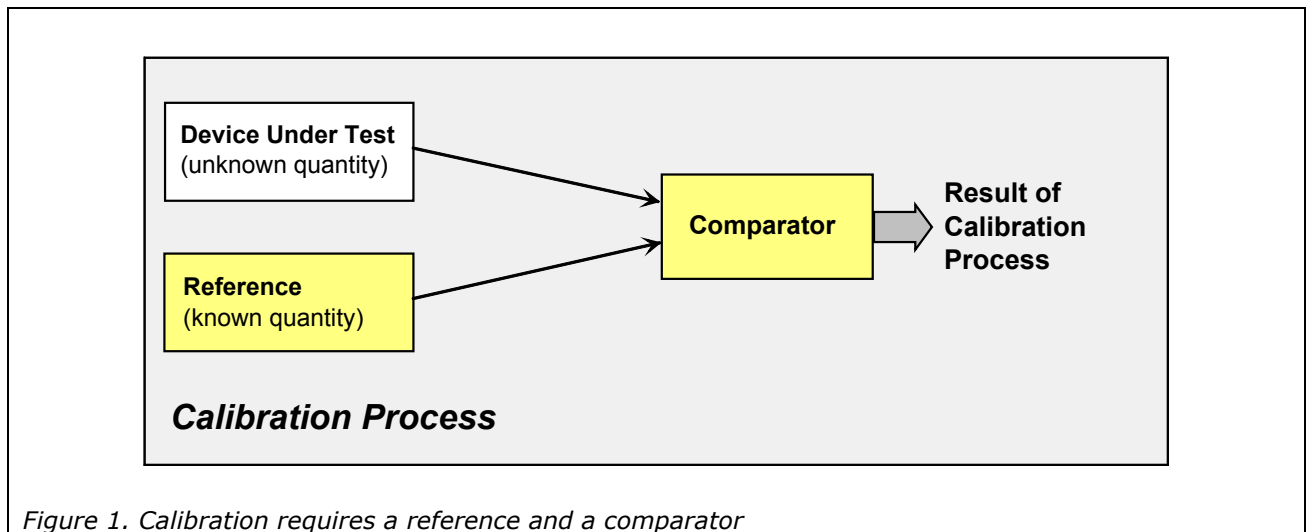 Device Under Test
(unknown quantity)
Reference
(known quantity)
Comparator
Result of
Calibration
Process
Calibration Process
Figure 1. Calibration requires a reference and a comparator